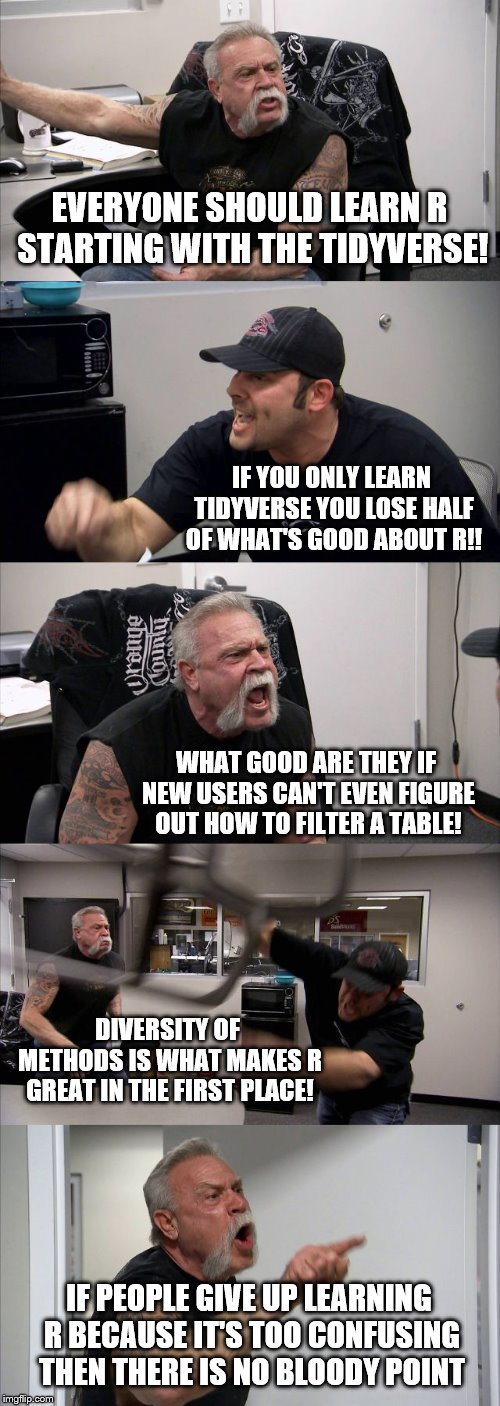 EVERYONE SHOULD LEARN R
STARTING WITH THE TIDYVERSE!
IF YOU ONLY LEARN
TIDYVERSE YOU LOSE HALF
OF WHAT'S GOOD ABOUT R!!
Orange
County
WHAT GOOD ARE THEY IF
NEW USERS CAN'T EVEN FIGURE
OUT HOW TO FILTER A TABLE!
DIVERSITY OF
METHODS IS WHAT MAKES R
GREAT IN THE FIRST PLACE!
IF PEOPLE GIVE UP LEARNING
R BECAUSE IT'S TOO CONFUSING
THEN THERE IS NO BLOODY POINT
imgflip.com